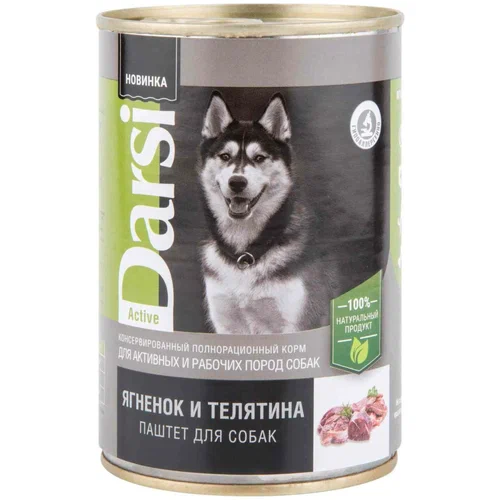 НОВИНКА
Darsi
Active
ГИПОАЛЛЕРГЕННО
100%
НАТУРАЛЬНЫЙ
ПРОДУКТ
КОНСЕРВИРОВАННЫЙ ПОЛНОРАЦИОННЫЙ КОРМ
ДЛЯ АКТИВНЫХ И РАБОЧИХ ПОРОД СОБАК
ЯГНЕНОК И ТЕЛЯТИНА
ПАШТЕТ ДЛЯ СОБАК